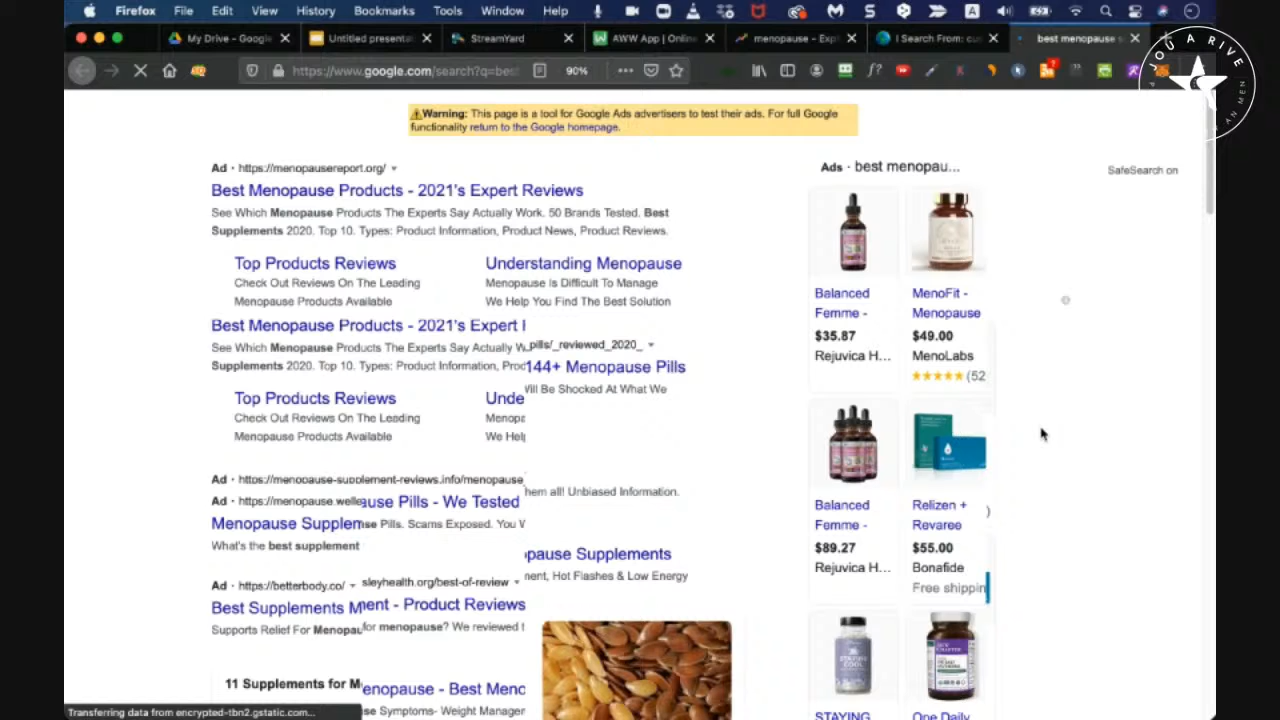 Firefox File Edit View History Bookmarks Tools Window Help
My Drive - Google
Untitled presenta
StreamYard
AWW App | Online
menopause - Exp
I Search From: cu
best menopause s
https://www.google.com/search?q=best
90%
Warning: This page is a tool for Google Ads advertisers to test their ads. For full Google
functionality return to the Google homepage.
Ad · https://menopausereport.org/
Best Menopause Products - 2021's Expert Reviews
See Which Menopause Products The Experts Say Actually Work. 50 Brands Tested. Best
Supplements 2020. Top 10. Types: Product Information, Product News, Product Reviews.
Top Products Reviews
Check Out Reviews On The Leading
Menopause Products Available
Understanding Menopause
Menopause Is Difficult To Manage
We Help You Find The Best Solution
Best Menopause Products - 2021's Expert
See Which Menopause Products The Experts Say Actually W
Supplements 2020. Top 10. Types: Product Information, Pro
pills/_reviewed_2020_
144+ Menopause Pills
Will Be Shocked At What We
Top Products Reviews
Check Out Reviews On The Leading
Menopause Products Available
Unde
Menopa
We Help
Ad · https://menopause-supplement-reviews.info/menopause
hem all! Unbiased Information.
Ad · https://menopause.welle
ause Pills - We Tested
Menopause Supplem
se Pills. Scams Exposed. You
What's the best supplement
pause Supplements
ment, Hot Flashes & Low Energy
Ad · https://betterbody.co/
sleyhealth.org/best-of-review
Best Supplements M
ent - Product Reviews
Supports Relief For Menopau
for menopause? We reviewed t
11 Supplements for M
enopause - Best Meno
se Symptoms- Weight Manager
Ads · best menopau...
SafeSearch on
Balanced
Femme -
$35.87
Rejuvica H...
MenoFit -
Menopause
$49.00
MenoLabs
★★★★★ (52
Balanced
Femme -
$89.27
Rejuvica H...
Relizen +
Revaree
$55.00
Bonafide
Free shippin
)
STAYING
COOL
STAYING
One Daily
Transferring data from encrypted-tbn2.gstatic.com...